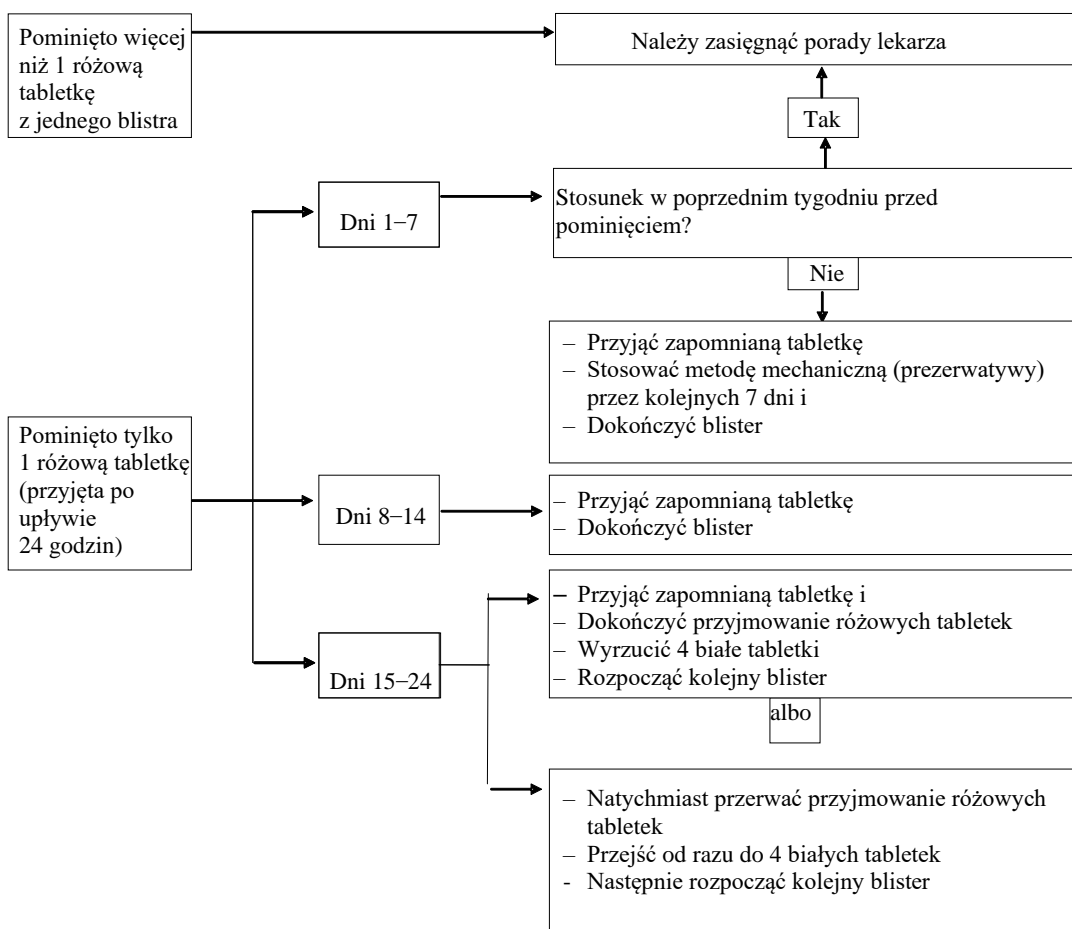 Pominięto więcej
niż 1 różową
tabletkę
z jednego blistra
Należy zasięgnąć porady lekarza
Tak
Dni 1–7
Stosunek w poprzednim tygodniu przed
pominięciem?
Nie
– Przyjąć zapomnianą tabletkę
– Stosować metodę mechaniczną (prezerwatywy)
przez kolejnych 7 dni i
– Dokończyć blister
Pominięto tylko
1 różową tabletkę
(przyjęta po
upływie
24 godzin)
Dni 8–14
– Przyjąć zapomnianą tabletkę
– Dokończyć blister
Dni 15–24
– Przyjąć zapomnianą tabletkę i
– Dokończyć przyjmowanie różowych tabletek
– Wyrzucić 4 białe tabletki
– Rozpocząć kolejny blister
albo
– Natychmiast przerwać przyjmowanie różowych
tabletek
– Przejść od razu do 4 białych tabletek
- Następnie rozpocząć kolejny blister